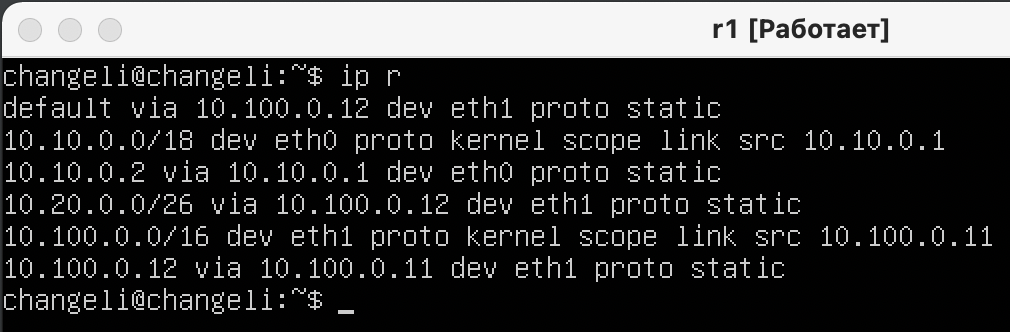 r1 [Работает]
changeli@changeli:~$ ip r
default via 10.100.0.12 dev eth1 proto static
10.10.0.0/18 dev eth0 proto kernel scope link src 10.10.0.1
10.10.0.2 via 10.10.0.1 dev eth0 proto static
10.20.0.0/26 via 10.100.0.12 dev eth1 proto static
10.100.0.0/16 dev eth1 proto kernel scope link src 10.100.0.11
10.100.0.12 via 10.100.0.11 dev eth1 proto static
changeli@changeli:~$ _